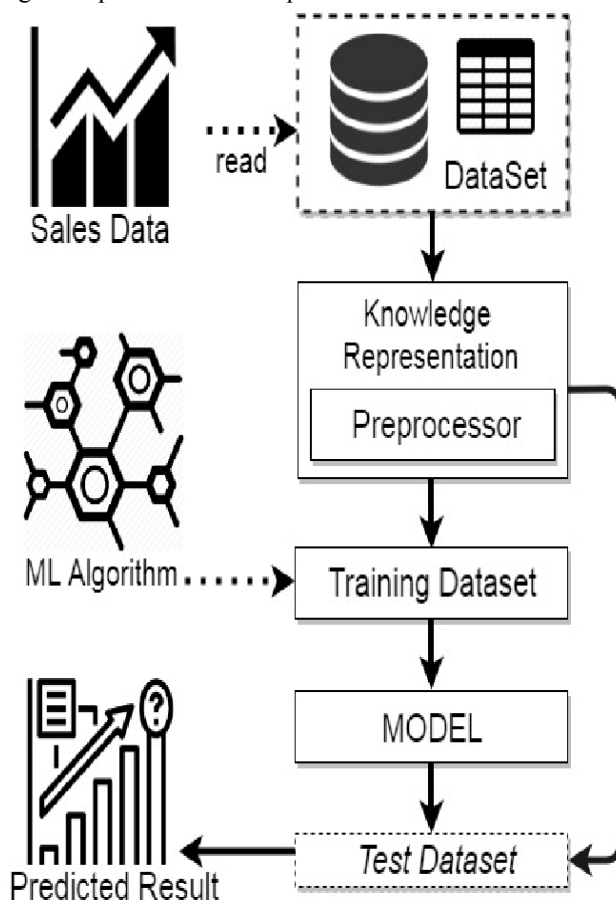 Sales Data
read
DataSet
Knowledge
Representation
Preprocessor
ML Algorithm
Training Dataset
MODEL
?
Test Dataset
Predicted Result